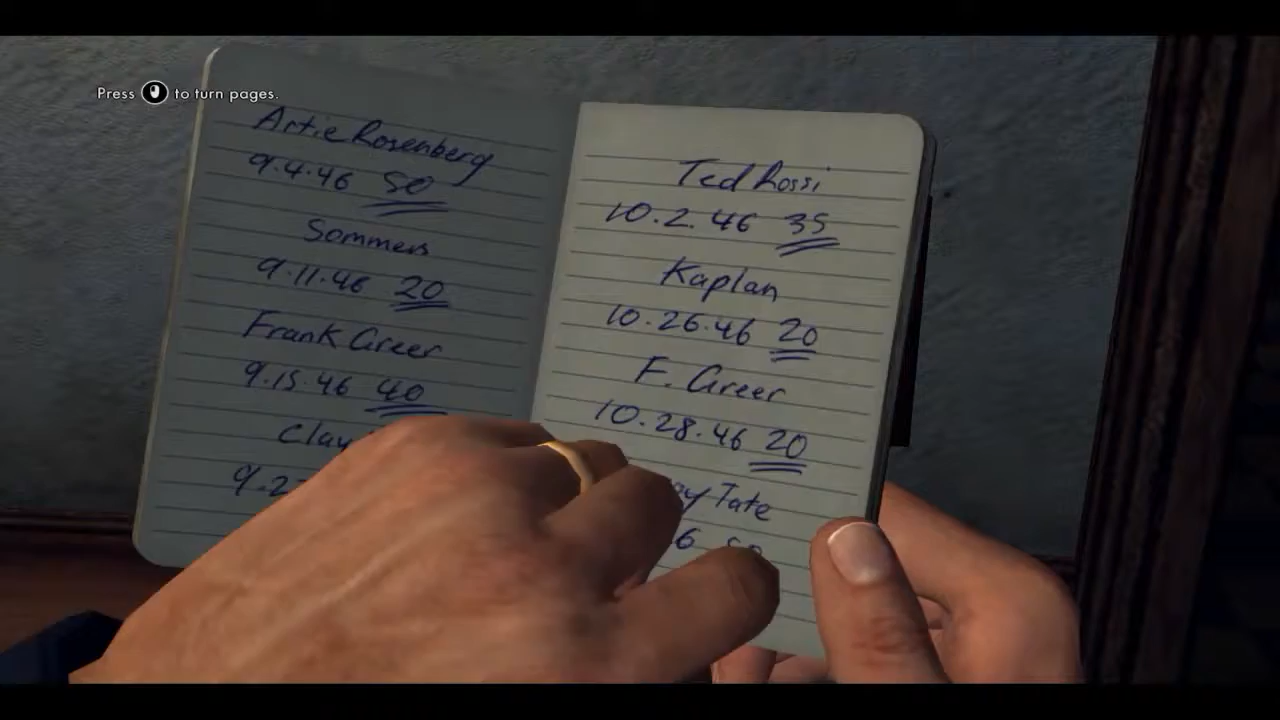 Press to turn pages.
Artie Rosenberg
9.4.46 50
Sommers
9.11.46 20
Frank Greer
9.15.46 40
Ted Rossi
10.2.46 35
Kaplan
10.26.46 20
F. Greer
10.28.46 20
Tate